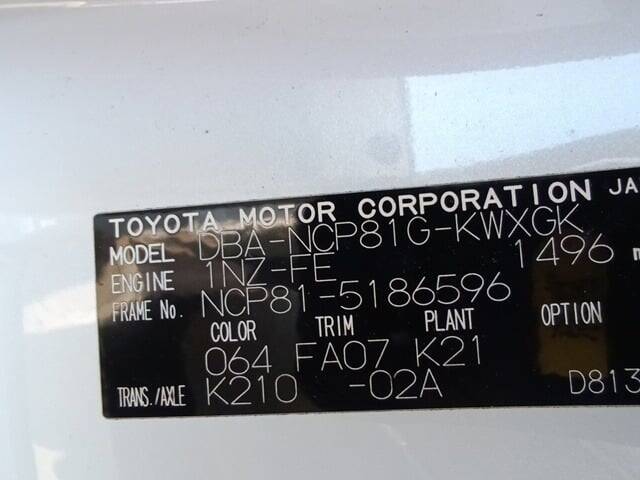 TOYOTA MOTOR CORPORATION JA
MODEL DBA-NCP81G-KWXGK
ENGINE 1NZ-FE 1496
FRAME No. NCP81-5186596
COLOR TRIM PLANT OPTION
064 FA07 K21
TRANS./AXLE K210 -02A D813